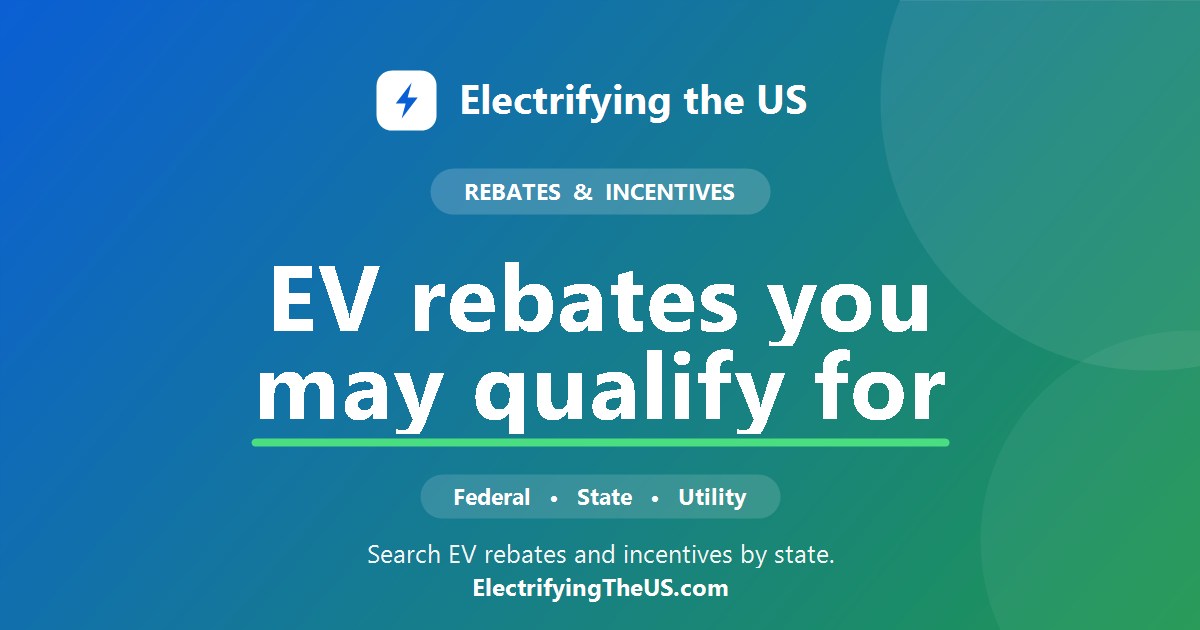 Electrifying the US
REBATES & INCENTIVES
EV rebates you
may qualify for
Federal • State • Utility
Search EV rebates and incentives by state.
ElectrifyingTheUS.com